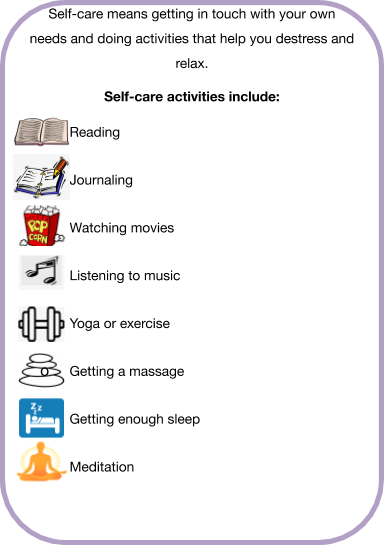 Self-care means getting in touch with your own
needs and doing activities that help you destress and
relax.
Self-care activities include:
Reading
Journaling
POP
CORN
Watching movies
Listening to music
Yoga or exercise
Getting a massage
z z z
Getting enough sleep
Meditation